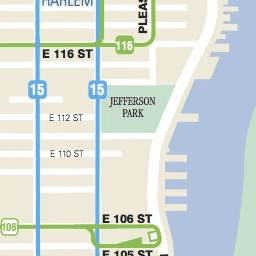 HARLEM
PLEAS
E 116 ST
116
15
15
JEFFERSON
PARK
E 112 ST
E 110 ST
106
E 106 ST
E 105 ST